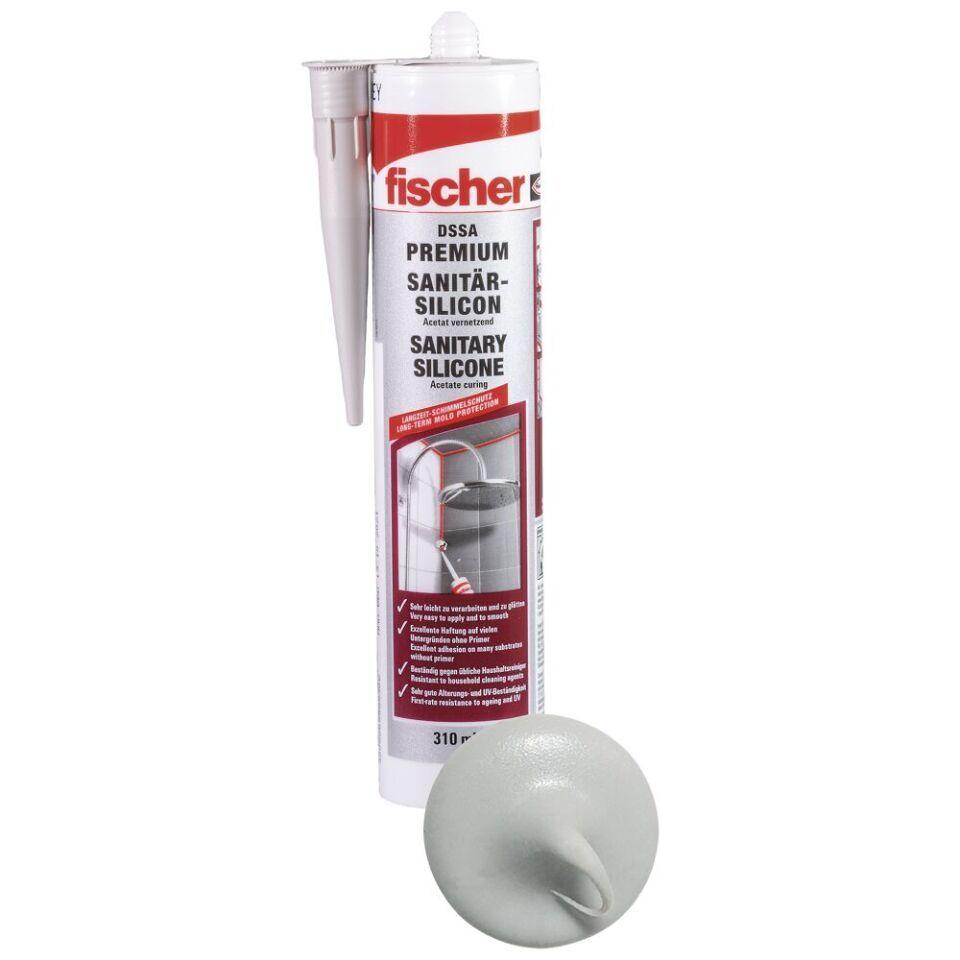 EY
fischer
DSSA
PREMIUM
SANITÄR-
SILICON
Acetat vernetzend
SANITARY
SILICONE
Acetate curing
LANGZEIT-SCHIMMELSCHUTZ
LONG-TERM MOLD PROTECTION
Sehr leicht zu verarbeiten und zu glätten
Very easy to apply and to smooth
Exzellente Haftung auf vielen
Untergründen ohne Primer
Excellent adhesion on many substrates
without primer
Beständig gegen übliche Haushaltsreiniger
Resistant to household cleaning agents
Sehr gute Alterungs- und UV-Beständigkeit
First-rate resistance to ageing and UV
310 m